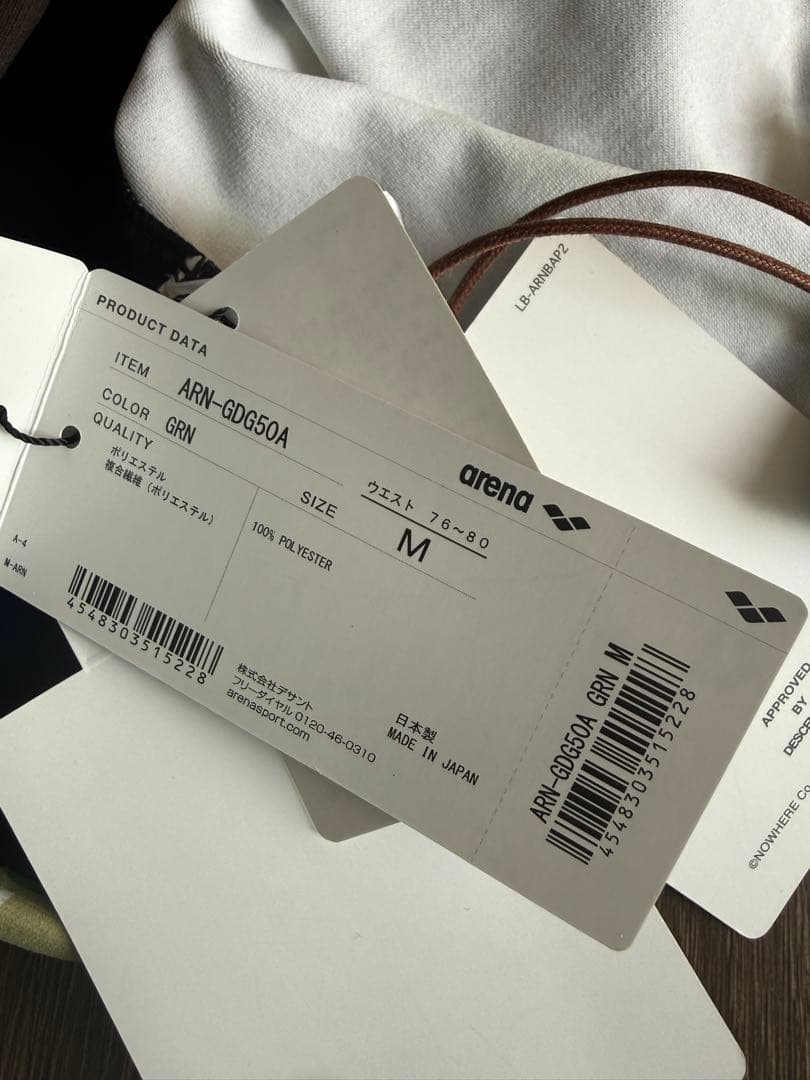 PRODUCT DATA
ITEM ARN-GDG50A
COLOR GRN
QUALITY
ポリエステル
複合繊維（ポリエステル）
SIZE
ウエスト 76~80
M
100% POLYESTER
arena
A-4
M-ARN
4548303515228
株式会社デサント
フリーダイヤル 0120-46-0310
arenasport.com
日本製
MADE IN JAPAN
ARN-GDG50A GRN M
4548303515228
LB-ARNBAP2
APPROVED
BY
©NOWHERE Co